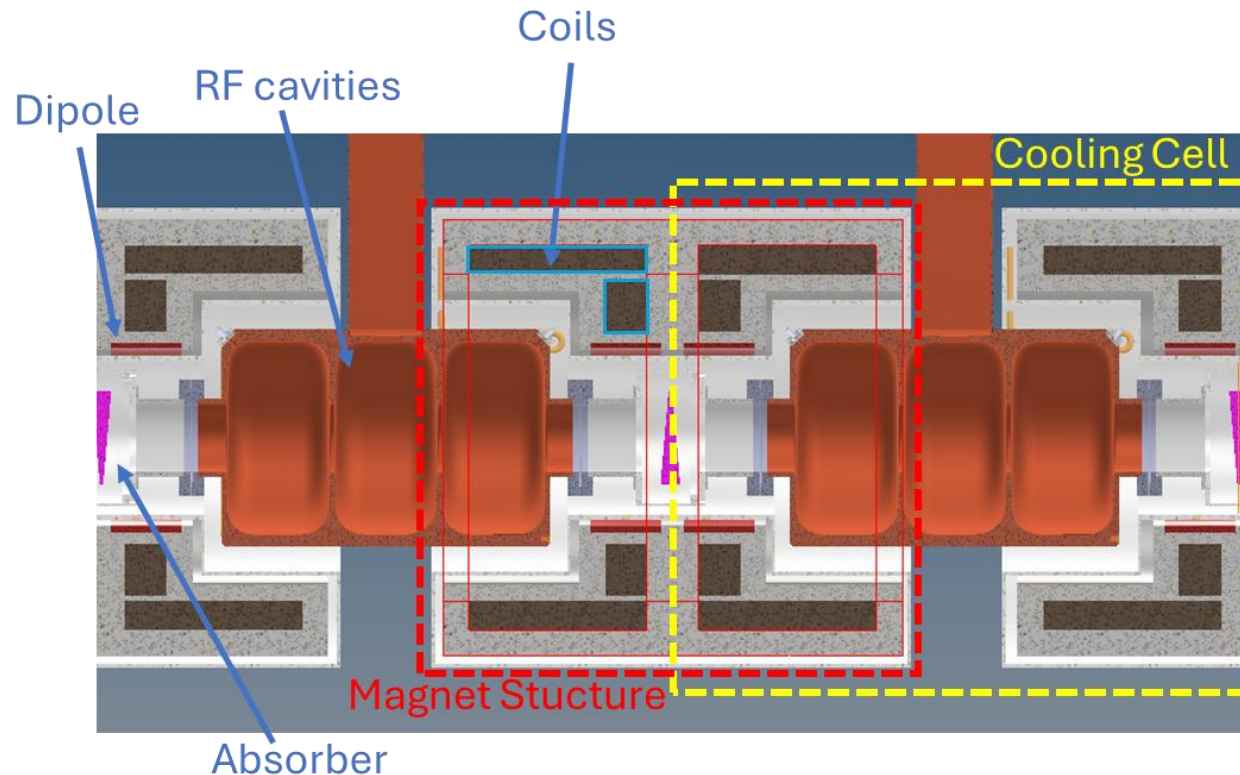 Coils
RF cavities
Dipole
Cooling Cell
Magnet Stucture
Absorber